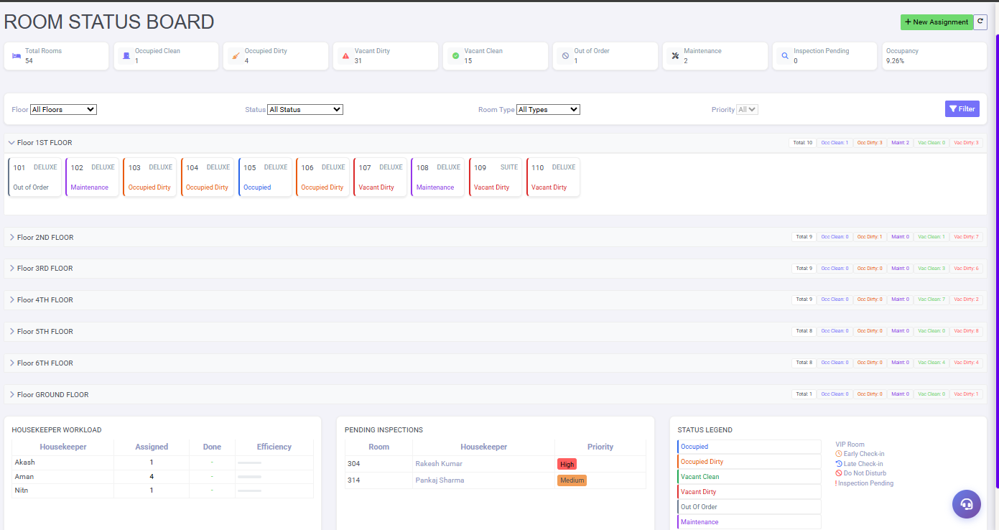 ROOM STATUS BOARD
+ New Assignment
Total Rooms
54
Occupied Clean
1
Occupied Dirty
4
Vacant Dirty
31
Vacant Clean
15
Out of Order
1
Maintenance
2
Inspection Pending
0
Occupancy
9.26%
Floor All Floors Status All Status Room Type All Types Priority All Filter
Floor 1ST FLOOR Total: 10 Occ Clean: 1 Occ Dirty: 3 Maint: 2 Vac Clean: 0 Vac Dirty: 3
101 DELUXE 102 DELUXE 103 DELUXE 104 DELUXE 105 DELUXE 106 DELUXE 107 DELUXE 108 DELUXE 109 SUITE 110 DELUXE
Out of Order Maintenance Occupied Dirty Occupied Dirty Occupied Occupied Dirty Vacant Dirty Maintenance Vacant Dirty Vacant Dirty
Floor 2ND FLOOR Total: 9 Occ Clean: 0 Occ Dirty: 1 Maint: 0 Vac Clean: 1 Vac Dirty: 7
Floor 3RD FLOOR Total: 9 Occ Clean: 0 Occ Dirty: 0 Maint: 0 Vac Clean: 3 Vac Dirty: 6
Floor 4TH FLOOR Total: 9 Occ Clean: 0 Occ Dirty: 0 Maint: 0 Vac Clean: 7 Vac Dirty: 2
Floor 5TH FLOOR Total: 8 Occ Clean: 0 Occ Dirty: 0 Maint: 0 Vac Clean: 0 Vac Dirty: 8
Floor 6TH FLOOR Total: 8 Occ Clean: 0 Occ Dirty: 0 Maint: 0 Vac Clean: 4 Vac Dirty: 4
Floor GROUND FLOOR Total: 1 Occ Clean: 0 Occ Dirty: 0 Maint: 0 Vac Clean: 0 Vac Dirty: 1
HOUSEKEEPER WORKLOAD
Housekeeper Assigned Done Efficiency
Akash 1 -
Aman 4 -
Nitn 1 -
PENDING INSPECTIONS
Room Housekeeper Priority
304 Rakesh Kumar High
314 Pankaj Sharma Medium
STATUS LEGEND
Occupied
Occupied Dirty
Vacant Clean
Vacant Dirty
Out Of Order
Maintenance
VIP Room
Early Check-in
Late Check-in
Do Not Disturb
Inspection Pending